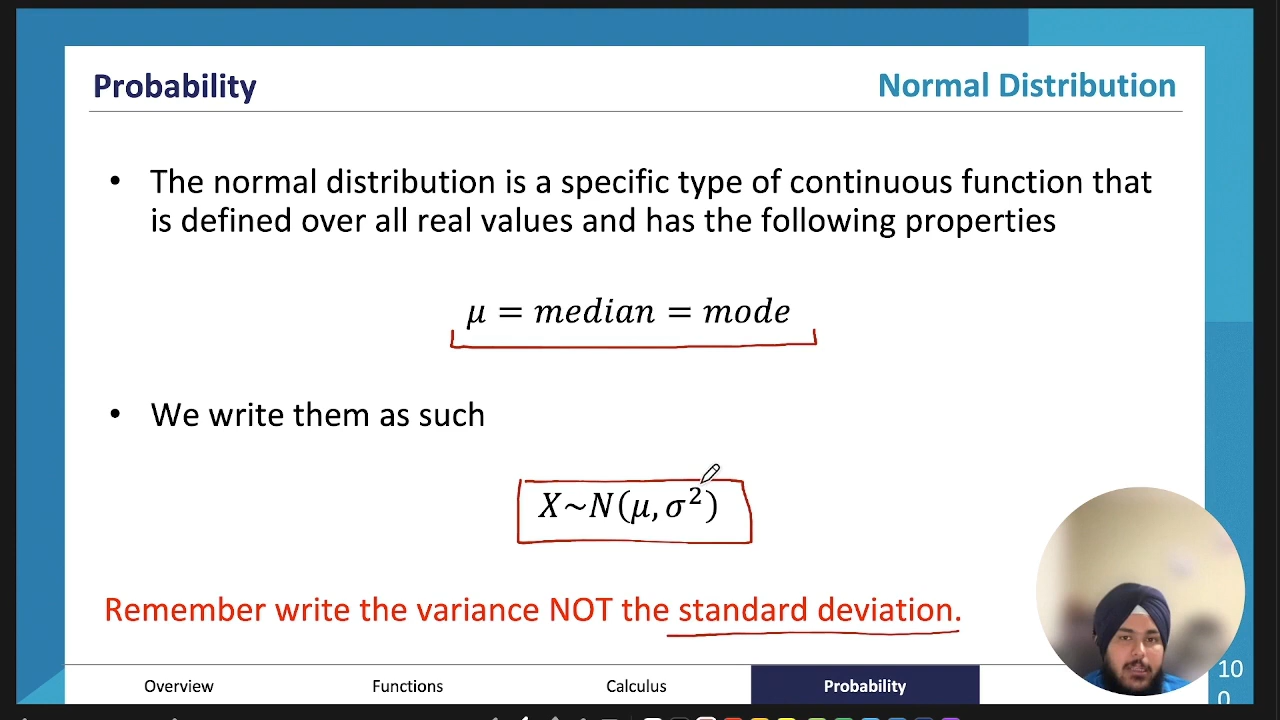 Probability
Normal Distribution
• The normal distribution is a specific type of continuous function that
is defined over all real values and has the following properties
μ = median = mode
• We write them as such
X~N(μ, σ²)
Remember write the variance NOT the standard deviation.
Overview
Functions
Calculus
Probability
10
0